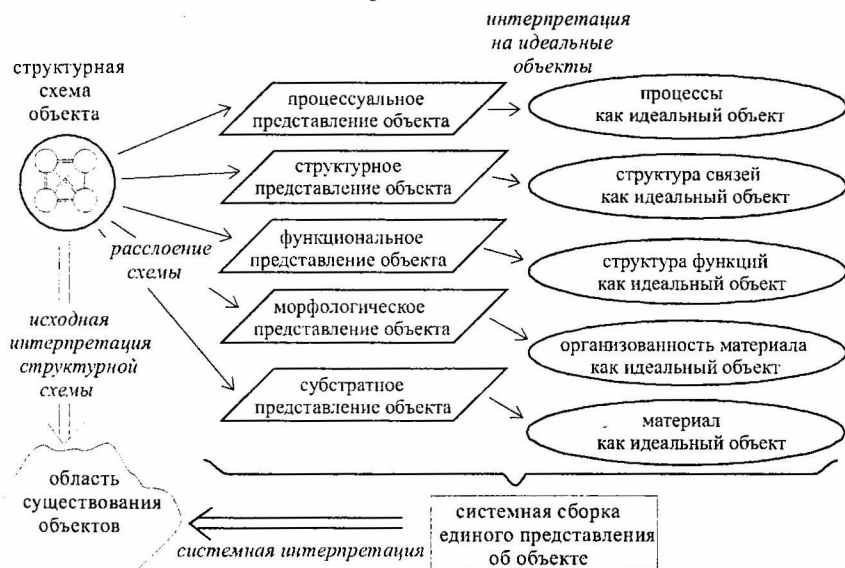 интерпретация
на идеальные
объекты
структурная
схема
объекта
процессуальное
представление объекта
процессы
как идеальный объект
структурное
представление объекта
структура связей
как идеальный объект
расслоение
схемы
функциональное
представление объекта
структура функций
как идеальный объект
морфологическое
представление объекта
организованность материала
как идеальный объект
исходная
интерпретация
структурной
схемы
субстратное
представление объекта
материал
как идеальный объект
область
существования
объектов
системная интерпретация
системная сборка
единого представления
об объекте